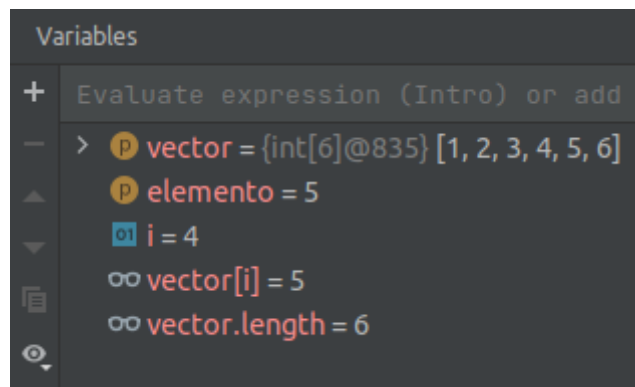 Variables
Evaluate expression (Intro) or add
vector = {int[6]@835} [1, 2, 3, 4, 5, 6]
elemento = 5
i = 4
vector[i] = 5
vector.length = 6